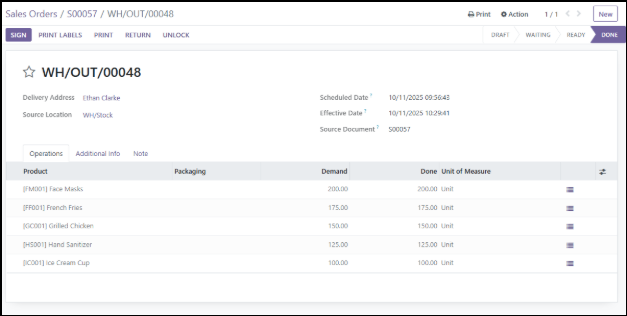 Sales Orders / S00057 / WH/OUT/00048
Print Action 1 / 1 New
SIGN PRINT LABELS PRINT RETURN UNLOCK
DRAFT WAITING READY DONE
WH/OUT/00048
Delivery Address Ethan Clarke
Source Location WH/Stock
Scheduled Date ? 10/11/2025 09:56:43
Effective Date ? 10/11/2025 10:29:41
Source Document ? S00057
Operations Additional Info Note
Product Packaging Demand Done Unit of Measure
[FM001] Face Masks 200.00 200.00 Unit
[FF001] French Fries 175.00 175.00 Unit
[GC001] Grilled Chicken 150.00 150.00 Unit
[HS001] Hand Sanitizer 125.00 125.00 Unit
[IC001] Ice Cream Cup 100.00 100.00 Unit